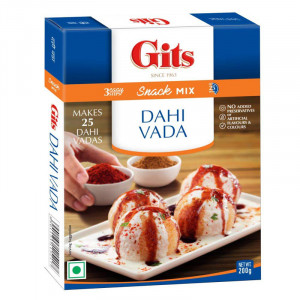 Gits
SINCE 1963
Snack MIX
DAHI
VADA
MAKES
25
DAHI
VADAS
NO ADDED
PRESERVATIVES
NO ARTIFICIAL
FLAVOURS &
COLOURS
NET WT
200g
Gits DAHI VADA